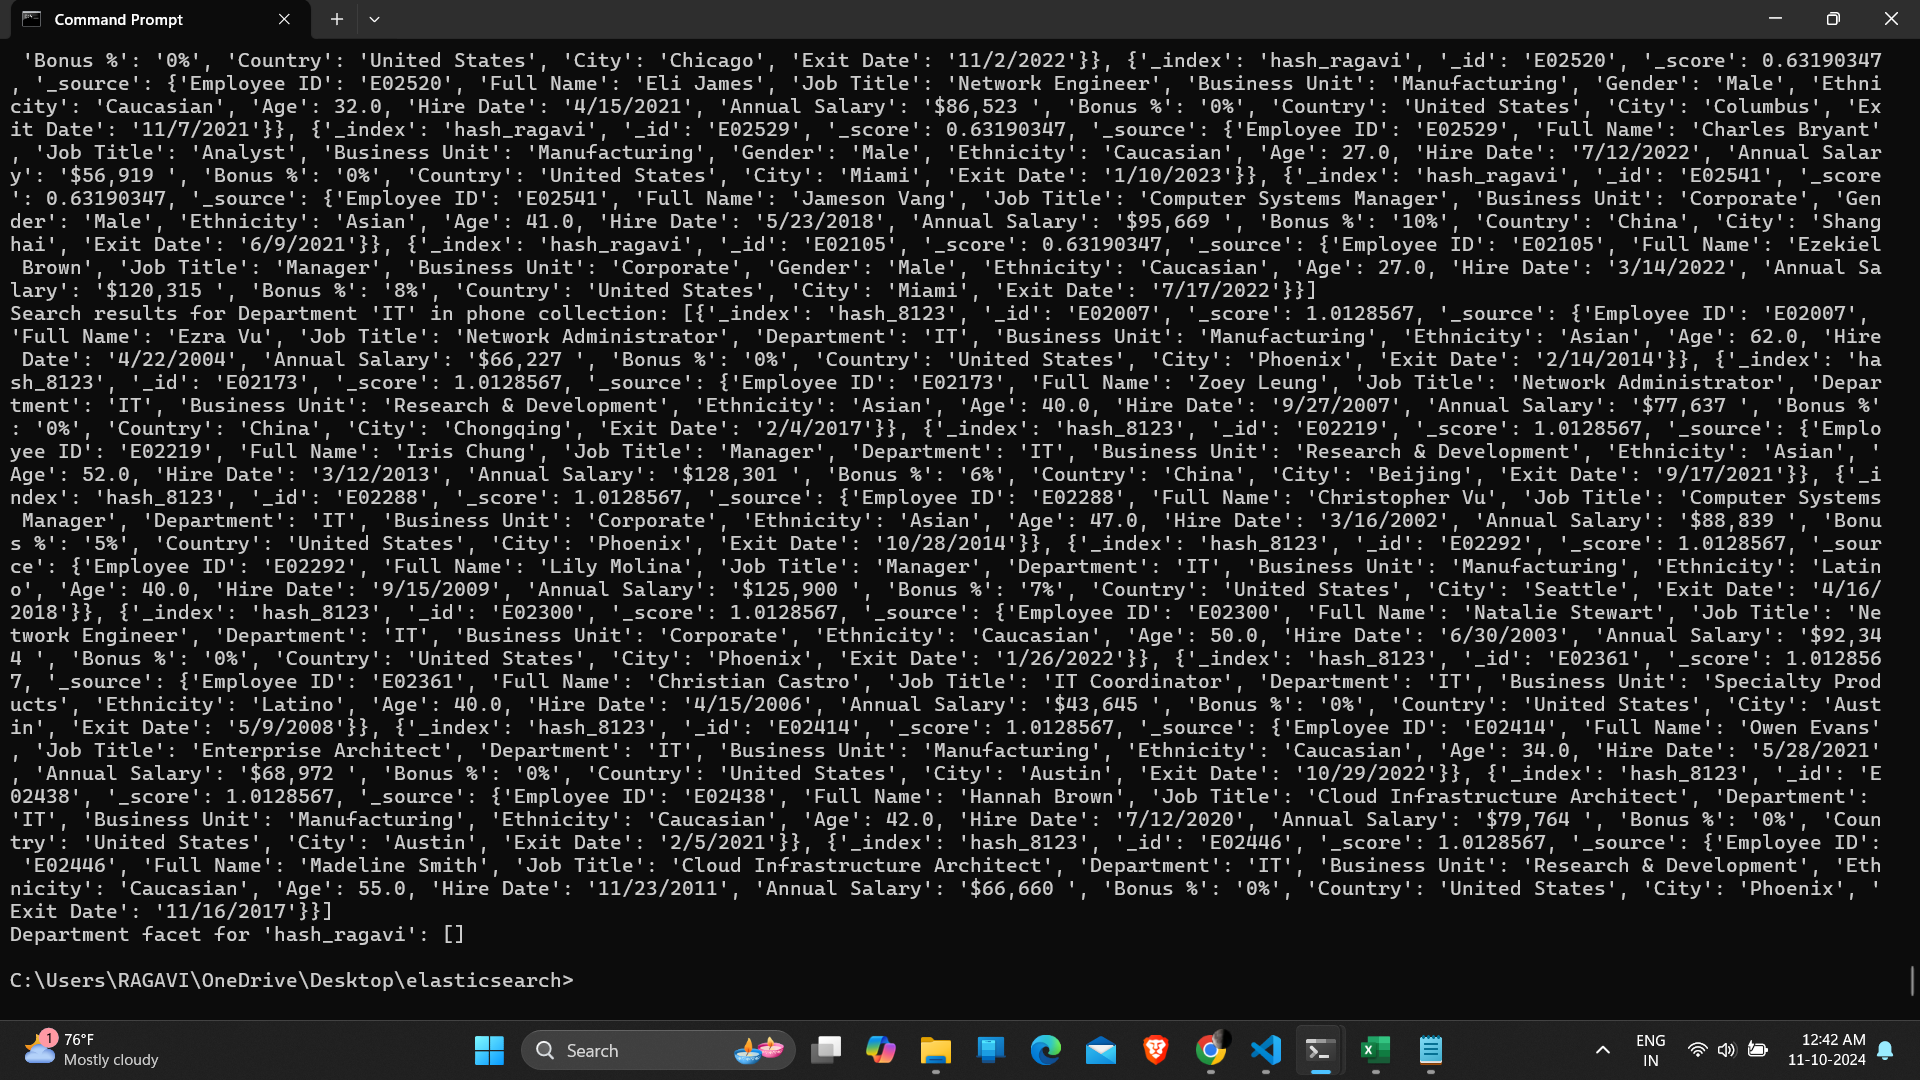 Command Prompt
 'Bonus %': '0%', 'Country': 'United States', 'City': 'Chicago', 'Exit Date': '11/2/2022'}}, {'_index': 'hash_ragavi', '_id': 'E02520', '_score': 0.63190347
, '_source': {'Employee ID': 'E02520', 'Full Name': 'Eli James', 'Job Title': 'Network Engineer', 'Business Unit': 'Manufacturing', 'Gender': 'Male', 'Ethni
city': 'Caucasian', 'Age': 32.0, 'Hire Date': '4/15/2021', 'Annual Salary': '$86,523 ', 'Bonus %': '0%', 'Country': 'United States', 'City': 'Columbus', 'Ex
it Date': '11/7/2021'}}, {'_index': 'hash_ragavi', '_id': 'E02529', '_score': 0.63190347, '_source': {'Employee ID': 'E02529', 'Full Name': 'Charles Bryant'
, 'Job Title': 'Analyst', 'Business Unit': 'Manufacturing', 'Gender': 'Male', 'Ethnicity': 'Caucasian', 'Age': 27.0, 'Hire Date': '7/12/2022', 'Annual Salar
y': '$56,919 ', 'Bonus %': '0%', 'Country': 'United States', 'City': 'Miami', 'Exit Date': '1/10/2023'}}, {'_index': 'hash_ragavi', '_id': 'E02541', '_score
': 0.63190347, '_source': {'Employee ID': 'E02541', 'Full Name': 'Jameson Vang', 'Job Title': 'Computer Systems Manager', 'Business Unit': 'Corporate', 'Gen
der': 'Male', 'Ethnicity': 'Asian', 'Age': 41.0, 'Hire Date': '5/23/2018', 'Annual Salary': '$95,669 ', 'Bonus %': '10%', 'Country': 'China', 'City': 'Shang
hai', 'Exit Date': '6/9/2021'}}, {'_index': 'hash_ragavi', '_id': 'E02105', '_score': 0.63190347, '_source': {'Employee ID': 'E02105', 'Full Name': 'Ezekiel
 Brown', 'Job Title': 'Manager', 'Business Unit': 'Corporate', 'Gender': 'Male', 'Ethnicity': 'Caucasian', 'Age': 27.0, 'Hire Date': '3/14/2022', 'Annual Sa
lary': '$120,315 ', 'Bonus %': '8%', 'Country': 'United States', 'City': 'Miami', 'Exit Date': '7/17/2022'}}]
Search results for Department 'IT' in phone collection: [{'_index': 'hash_8123', '_id': 'E02007', '_score': 1.0128567, '_source': {'Employee ID': 'E02007',
'Full Name': 'Ezra Vu', 'Job Title': 'Network Administrator', 'Department': 'IT', 'Business Unit': 'Manufacturing', 'Ethnicity': 'Asian', 'Age': 62.0, 'Hire
 Date': '4/22/2004', 'Annual Salary': '$66,227 ', 'Bonus %': '0%', 'Country': 'United States', 'City': 'Phoenix', 'Exit Date': '2/14/2014'}}, {'_index': 'ha
sh_8123', '_id': 'E02173', '_score': 1.0128567, '_source': {'Employee ID': 'E02173', 'Full Name': 'Zoey Leung', 'Job Title': 'Network Administrator', 'Depar
tment': 'IT', 'Business Unit': 'Research & Development', 'Ethnicity': 'Asian', 'Age': 40.0, 'Hire Date': '9/27/2007', 'Annual Salary': '$77,637 ', 'Bonus %'
: '0%', 'Country': 'China', 'City': 'Chongqing', 'Exit Date': '2/4/2017'}}, {'_index': 'hash_8123', '_id': 'E02219', '_score': 1.0128567, '_source': {'Emplo
yee ID': 'E02219', 'Full Name': 'Iris Chung', 'Job Title': 'Manager', 'Department': 'IT', 'Business Unit': 'Research & Development', 'Ethnicity': 'Asian', '
Age': 52.0, 'Hire Date': '3/12/2013', 'Annual Salary': '$128,301 ', 'Bonus %': '6%', 'Country': 'China', 'City': 'Beijing', 'Exit Date': '9/17/2021'}}, {'_i
ndex': 'hash_8123', '_id': 'E02288', '_score': 1.0128567, '_source': {'Employee ID': 'E02288', 'Full Name': 'Christopher Vu', 'Job Title': 'Computer Systems
 Manager', 'Department': 'IT', 'Business Unit': 'Corporate', 'Ethnicity': 'Asian', 'Age': 47.0, 'Hire Date': '3/16/2002', 'Annual Salary': '$88,839 ', 'Bonu
s %': '5%', 'Country': 'United States', 'City': 'Phoenix', 'Exit Date': '10/28/2014'}}, {'_index': 'hash_8123', '_id': 'E02292', '_score': 1.0128567, '_sour
ce': {'Employee ID': 'E02292', 'Full Name': 'Lily Molina', 'Job Title': 'Manager', 'Department': 'IT', 'Business Unit': 'Manufacturing', 'Ethnicity': 'Latin
o', 'Age': 40.0, 'Hire Date': '9/15/2009', 'Annual Salary': '$125,900 ', 'Bonus %': '7%', 'Country': 'United States', 'City': 'Seattle', 'Exit Date': '4/16/
2018'}}, {'_index': 'hash_8123', '_id': 'E02300', '_score': 1.0128567, '_source': {'Employee ID': 'E02300', 'Full Name': 'Natalie Stewart', 'Job Title': 'Ne
twork Engineer', 'Department': 'IT', 'Business Unit': 'Corporate', 'Ethnicity': 'Caucasian', 'Age': 50.0, 'Hire Date': '6/30/2003', 'Annual Salary': '$92,34
4 ', 'Bonus %': '0%', 'Country': 'United States', 'City': 'Phoenix', 'Exit Date': '1/26/2022'}}, {'_index': 'hash_8123', '_id': 'E02361', '_score': 1.012856
7, '_source': {'Employee ID': 'E02361', 'Full Name': 'Christian Castro', 'Job Title': 'IT Coordinator', 'Department': 'IT', 'Business Unit': 'Specialty Prod
ucts', 'Ethnicity': 'Latino', 'Age': 40.0, 'Hire Date': '4/15/2006', 'Annual Salary': '$43,645 ', 'Bonus %': '0%', 'Country': 'United States', 'City': 'Aust
in', 'Exit Date': '5/9/2008'}}, {'_index': 'hash_8123', '_id': 'E02414', '_score': 1.0128567, '_source': {'Employee ID': 'E02414', 'Full Name': 'Owen Evans'
, 'Job Title': 'Enterprise Architect', 'Department': 'IT', 'Business Unit': 'Manufacturing', 'Ethnicity': 'Caucasian', 'Age': 34.0, 'Hire Date': '5/28/2021'
, 'Annual Salary': '$68,972 ', 'Bonus %': '0%', 'Country': 'United States', 'City': 'Austin', 'Exit Date': '10/29/2022'}}, {'_index': 'hash_8123', '_id': 'E
02438', '_score': 1.0128567, '_source': {'Employee ID': 'E02438', 'Full Name': 'Hannah Brown', 'Job Title': 'Cloud Infrastructure Architect', 'Department':
'IT', 'Business Unit': 'Manufacturing', 'Ethnicity': 'Caucasian', 'Age': 42.0, 'Hire Date': '7/12/2020', 'Annual Salary': '$79,764 ', 'Bonus %': '0%', 'Coun
try': 'United States', 'City': 'Austin', 'Exit Date': '2/5/2021'}}, {'_index': 'hash_8123', '_id': 'E02446', '_score': 1.0128567, '_source': {'Employee ID':
 'E02446', 'Full Name': 'Madeline Smith', 'Job Title': 'Cloud Infrastructure Architect', 'Department': 'IT', 'Business Unit': 'Research & Development', 'Eth
nicity': 'Caucasian', 'Age': 55.0, 'Hire Date': '11/23/2011', 'Annual Salary': '$66,660 ', 'Bonus %': '0%', 'Country': 'United States', 'City': 'Phoenix', '
Exit Date': '11/16/2017'}}]
Department facet for 'hash_ragavi': []
C:\Users\RAGAVI\OneDrive\Desktop\elasticsearch>
1
76°F
Mostly cloudy
Search
ENG
IN
12:42 AM
11-10-2024